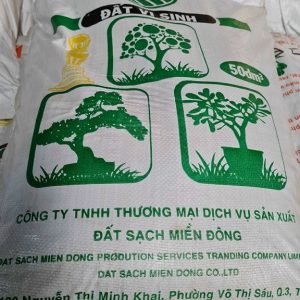 ĐẤT VI SINH
50dm³
CÔNG TY TNHH THƯƠNG MẠI DỊCH VỤ SẢN XUẤT
ĐẤT SẠCH MIỀN ĐÔNG
DAT SACH MIEN DONG PRODUTION SERVICES TRANDING COMPANY LIM
DAT SACH MIEN DONG CO.,LTD
Nguyễn Thị Minh Khai, Phường Võ Thị Sáu, Q.3, T